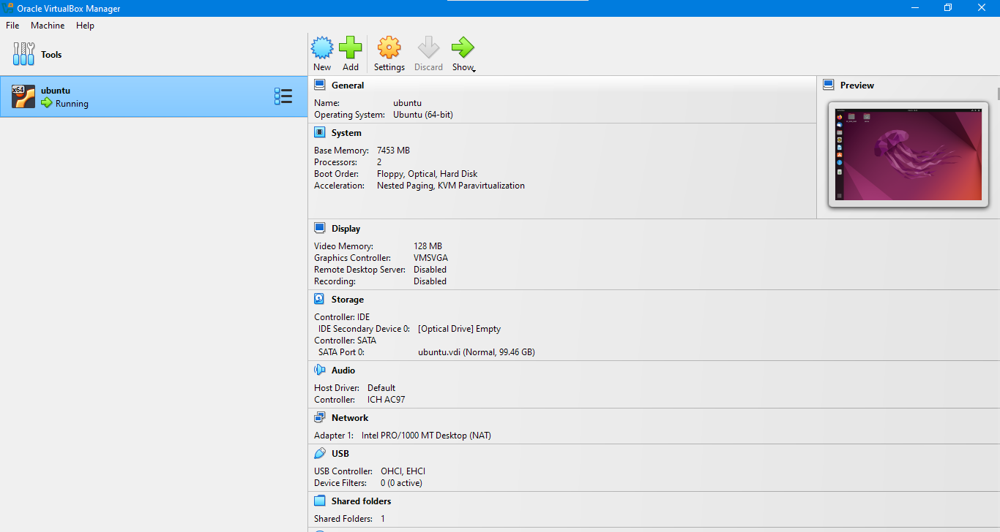 Oracle VirtualBox Manager
File Machine Help
Tools
New Add Settings Discard Show
x64
ubuntu
Running
General
Name: ubuntu
Operating System: Ubuntu (64-bit)
System
Base Memory: 7453 MB
Processors: 2
Boot Order: Floppy, Optical, Hard Disk
Acceleration: Nested Paging, KVM Paravirtualization
Preview
Display
Video Memory: 128 MB
Graphics Controller: VMSVGA
Remote Desktop Server: Disabled
Recording: Disabled
Storage
Controller: IDE
IDE Secondary Device 0: [Optical Drive] Empty
Controller: SATA
SATA Port 0: ubuntu.vdi (Normal, 99.46 GB)
Audio
Host Driver: Default
Controller: ICH AC97
Network
Adapter 1: Intel PRO/1000 MT Desktop (NAT)
USB
USB Controller: OHCI, EHCI
Device Filters: 0 (0 active)
Shared folders
Shared Folders: 1